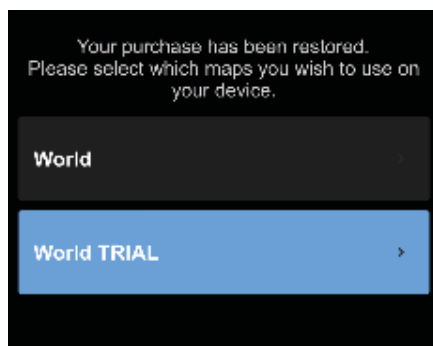 Your purchase has been restored.
Please select which maps you wish to use on
your device.
World
World TRIAL